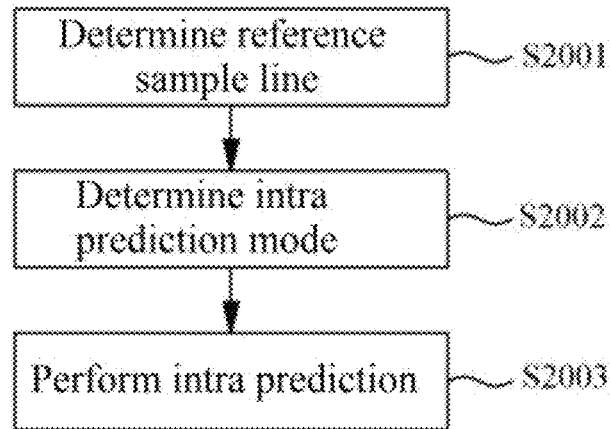 Determine reference
sample line
S2001
Determine intra
prediction mode
S2002
Perform intra prediction
S2003